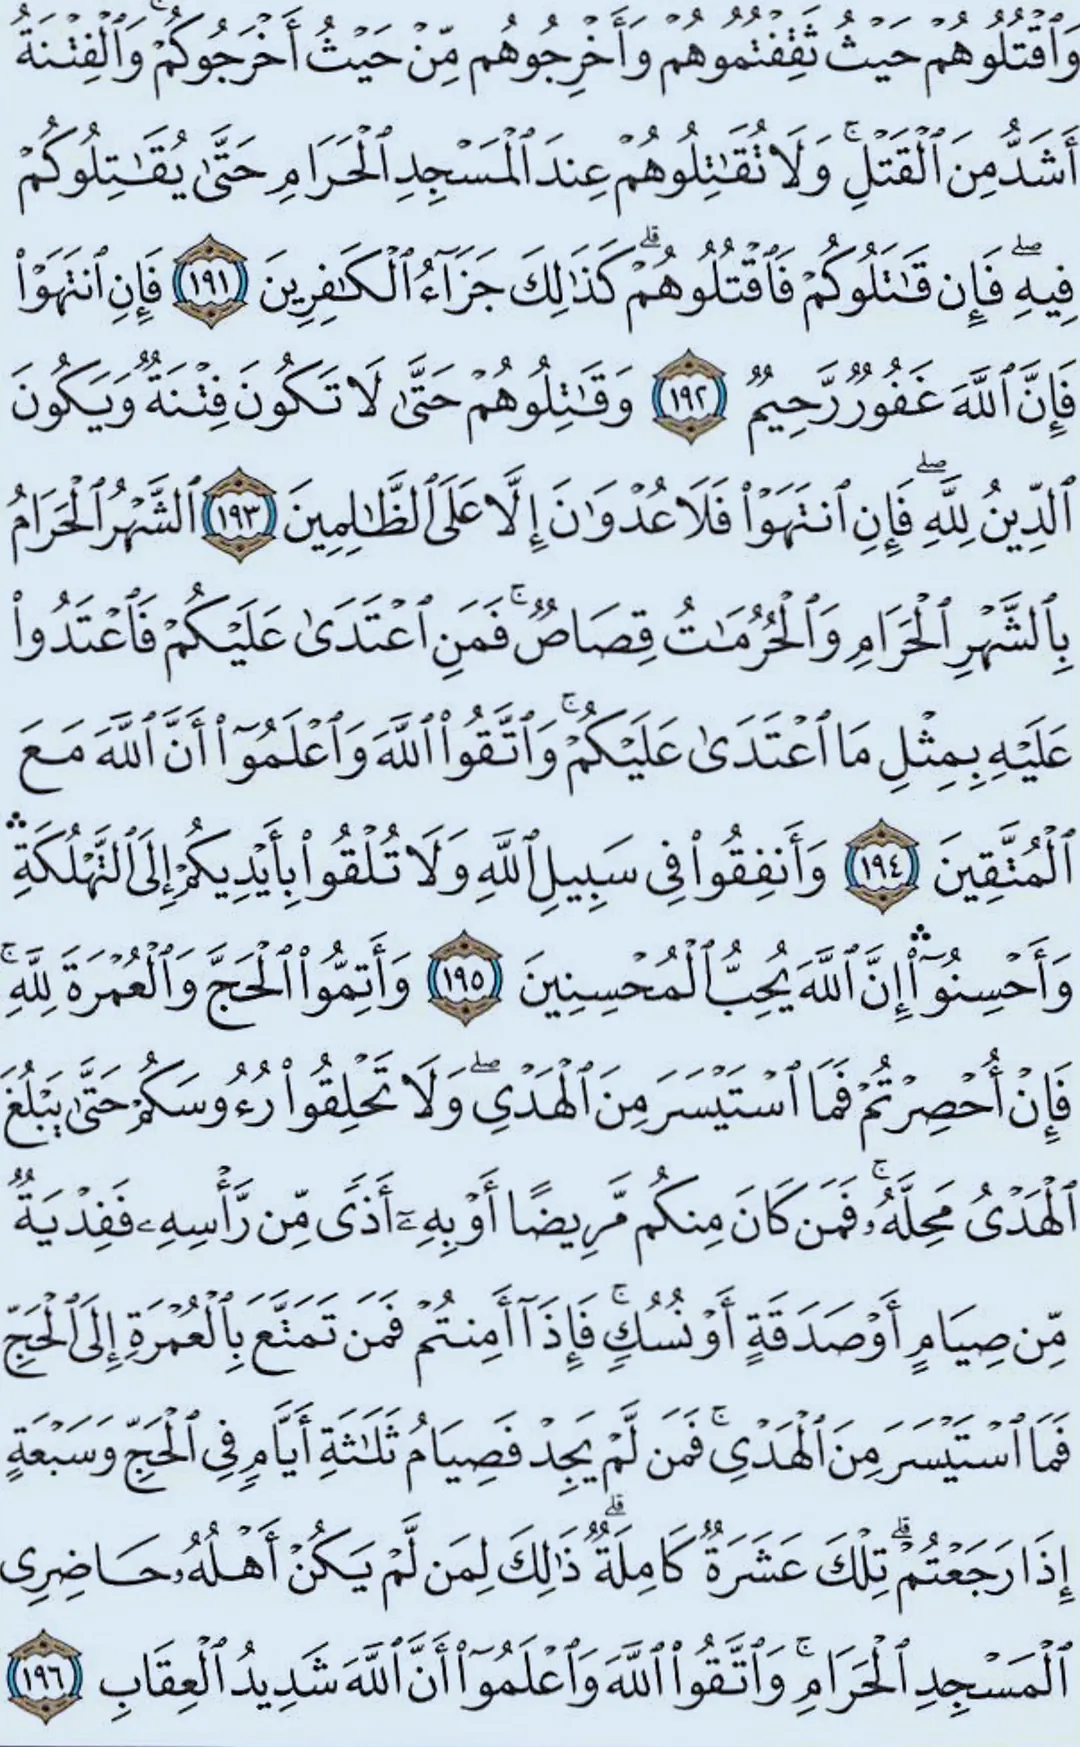 وَٱقۡتُلُوهُمۡ حَيۡثُ ثَقِفۡتُمُوهُمۡ وَأَخۡرِجُوهُم مِّنۡ حَيۡثُ أَخۡرَجُوكُمۡۚ وَٱلۡفِتۡنَةُ
أَشَدُّ مِنَ ٱلۡقَتۡلِۚ وَلَا تُقَٰتِلُوهُمۡ عِندَ ٱلۡمَسۡجِدِ ٱلۡحَرَامِ حَتَّىٰ يُقَٰتِلُوكُمۡ
فِيهِۖ فَإِن قَٰتَلُوكُمۡ فَٱقۡتُلُوهُمۡۗ كَذَٰلِكَ جَزَآءُ ٱلۡكَٰفِرِينَ ١٩١ فَإِنِ ٱنتَهَوۡاْ
فَإِنَّ ٱللَّهَ غَفُورٞ رَّحِيمٞ ١٩٢ وَقَٰتِلُوهُمۡ حَتَّىٰ لَا تَكُونَ فِتۡنَةٞ وَيَكُونَ
ٱلدِّينُ لِلَّهِۖ فَإِنِ ٱنتَهَوۡاْ فَلَا عُدۡوَٰنَ إِلَّا عَلَى ٱلظَّٰلِمِينَ ١٩٣ ٱلشَّهۡرُ ٱلۡحَرَامُ
بِٱلشَّهۡرِ ٱلۡحَرَامِ وَٱلۡحُرُمَٰتُ قِصَاصٞۚ فَمَنِ ٱعۡتَدَىٰ عَلَيۡكُمۡ فَٱعۡتَدُواْ
عَلَيۡهِ بِمِثۡلِ مَا ٱعۡتَدَىٰ عَلَيۡكُمۡۚ وَٱتَّقُواْ ٱللَّهَ وَٱعۡلَمُوٓاْ أَنَّ ٱللَّهَ مَعَ
ٱلۡمُتَّقِينَ ١٩٤ وَأَنفِقُواْ فِي سَبِيلِ ٱللَّهِ وَلَا تُلۡقُواْ بِأَيۡدِيكُمۡ إِلَى ٱلتَّهۡلُكَةِۛ
وَأَحۡسِنُوٓاْۛ إِنَّ ٱللَّهَ يُحِبُّ ٱلۡمُحۡسِنِينَ ١٩٥ وَأَتِمُّواْ ٱلۡحَجَّ وَٱلۡعُمۡرَةَ لِلَّهِۚ
فَإِنۡ أُحۡصِرۡتُمۡ فَمَا ٱسۡتَيۡسَرَ مِنَ ٱلۡهَدۡيِۖ وَلَا تَحۡلِقُواْ رُءُوسَكُمۡ حَتَّىٰ يَبۡلُغَ
ٱلۡهَدۡيُ مَحِلَّهُۥۚ فَمَن كَانَ مِنكُم مَّرِيضًا أَوۡ بِهِۦٓ أَذٗى مِّن رَّأۡسِهِۦ فَفِدۡيَةٞ
مِّن صِيَامٍ أَوۡ صَدَقَةٍ أَوۡ نُسُكٖۚ فَإِذَآ أَمِنتُمۡ فَمَن تَمَتَّعَ بِٱلۡعُمۡرَةِ إِلَى ٱلۡحَجِّ
فَمَا ٱسۡتَيۡسَرَ مِنَ ٱلۡهَدۡيِۚ فَمَن لَّمۡ يَجِدۡ فَصِيَامُ ثَلَٰثَةِ أَيَّامٖ فِي ٱلۡحَجِّ وَسَبۡعَةٍ
إِذَا رَجَعۡتُمۡۗ تِلۡكَ عَشَرَةٞ كَامِلَةٞۗ ذَٰلِكَ لِمَن لَّمۡ يَكُنۡ أَهۡلُهُۥ حَاضِرِي
ٱلۡمَسۡجِدِ ٱلۡحَرَامِۚ وَٱتَّقُواْ ٱللَّهَ وَٱعۡلَمُوٓاْ أَنَّ ٱللَّهَ شَدِيدُ ٱلۡعِقَابِ ١٩٦